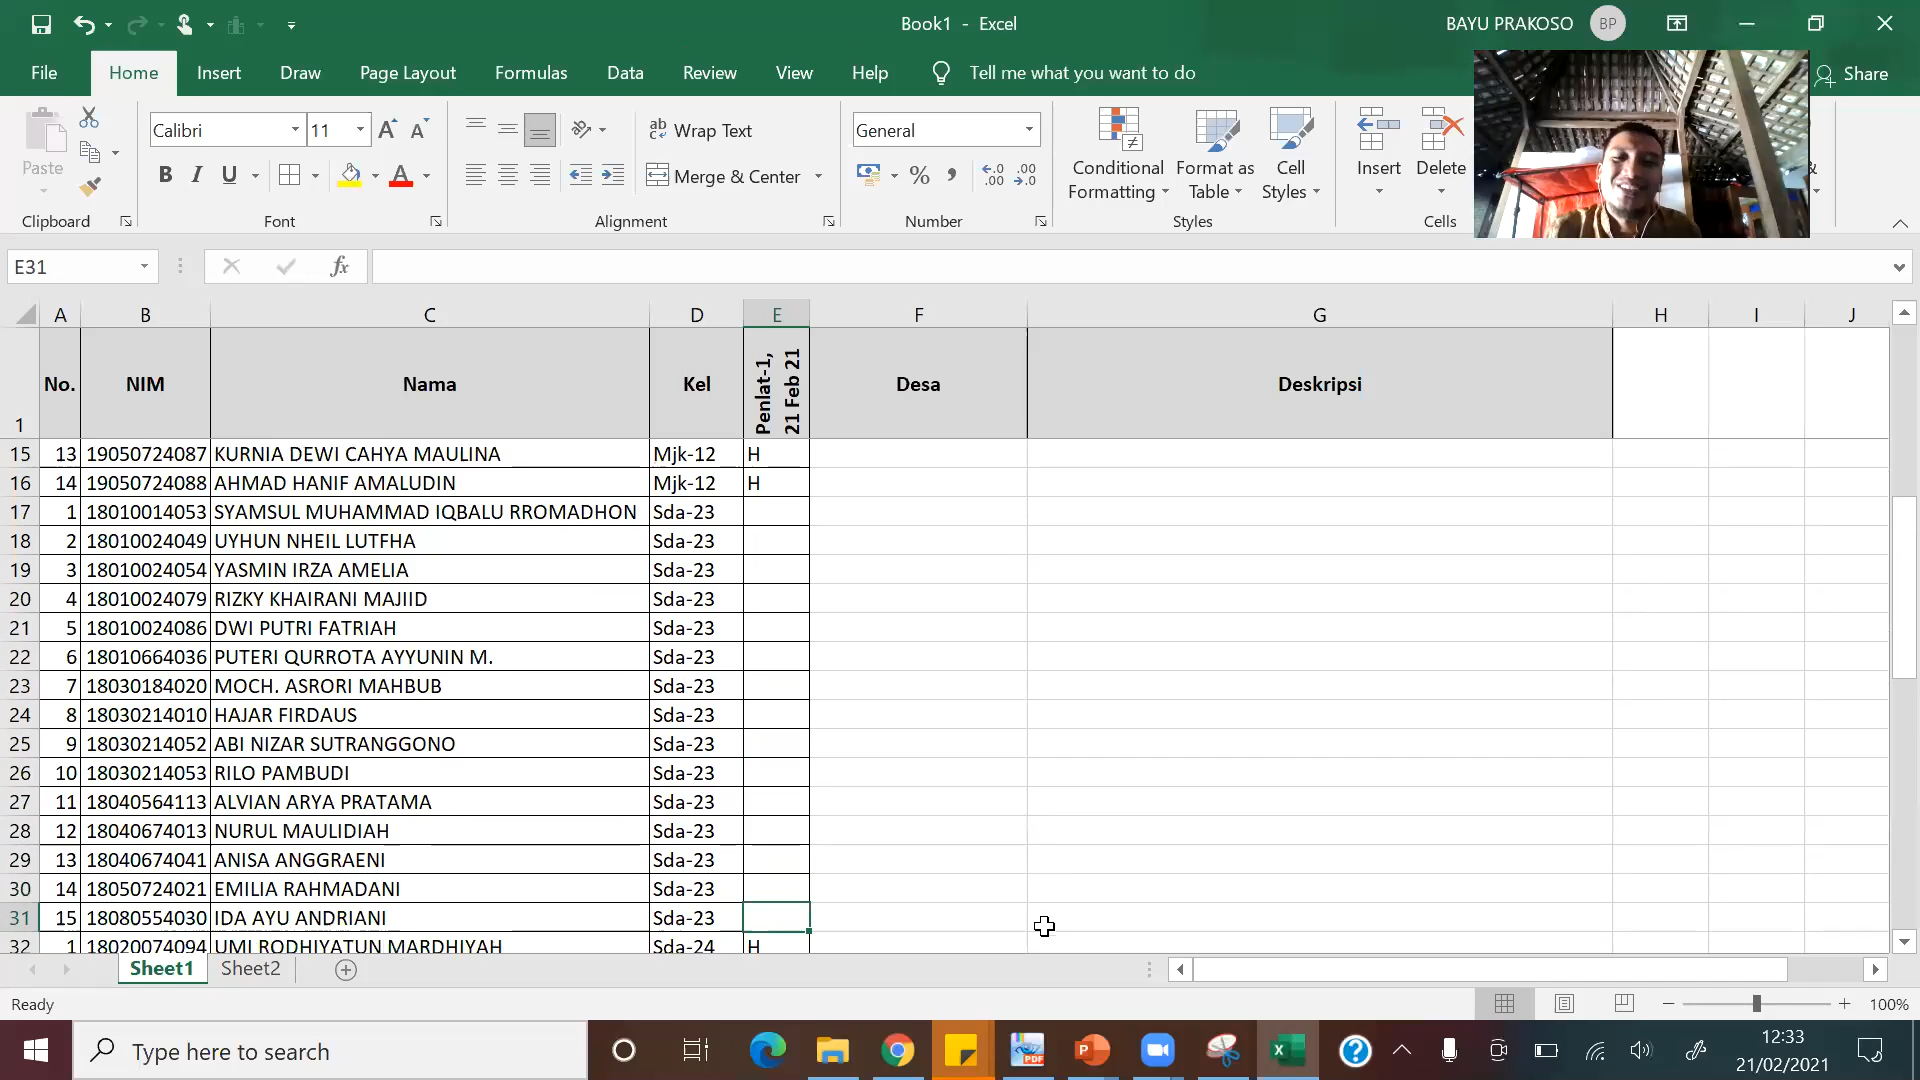 Book1 - Excel
BAYU PRAKOSO BP
File Home Insert Draw Page Layout Formulas Data Review View Help Tell me what you want to do Share
Paste
Clipboard
Calibri 11
B I U
Font
Wrap Text
Merge & Center
Alignment
General
Number
Conditional Formatting
Format as Table
Cell Styles
Styles
Insert
Delete
Cells
E31
fx
A B C D E F G H I J
1 No. NIM Nama Kel Penlat-1, 21 Feb 21 Desa Deskripsi
15 13 19050724087 KURNIA DEWI CAHYA MAULINA Mjk-12 H
16 14 19050724088 AHMAD HANIF AMALUDIN Mjk-12 H
17 1 18010014053 SYAMSUL MUHAMMAD IQBALU RROMADHON Sda-23
18 2 18010024049 UYHUN NHEIL LUTFHA Sda-23
19 3 18010024054 YASMIN IRZA AMELIA Sda-23
20 4 18010024079 RIZKY KHAIRANI MAJIID Sda-23
21 5 18010024086 DWI PUTRI FATRIAH Sda-23
22 6 18010664036 PUTERI QURROTA AYYUNIN M. Sda-23
23 7 18030184020 MOCH. ASRORI MAHBUB Sda-23
24 8 18030214010 HAJAR FIRDAUS Sda-23
25 9 18030214052 ABI NIZAR SUTRANGGONO Sda-23
26 10 18030214053 RILO PAMBUDI Sda-23
27 11 18040564113 ALVIAN ARYA PRATAMA Sda-23
28 12 18040674013 NURUL MAULIDIAH Sda-23
29 13 18040674041 ANISA ANGGRAENI Sda-23
30 14 18050724021 EMILIA RAHMADANI Sda-23
31 15 18080554030 IDA AYU ANDRIANI Sda-23
32 1 18020074094 UMI RODHIYATUN MARDHIYAH Sda-24 H
Sheet1 Sheet2
Ready
100%
Type here to search
12:33
21/02/2021